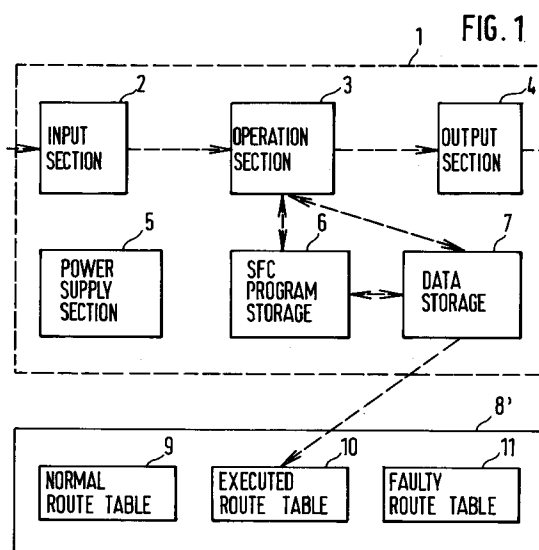 FIG. 1
1
2
3
4
INPUT
SECTION
OPERATION
SECTION
OUTPUT
SECTION
5
6
7
POWER
SUPPLY
SECTION
SFC
PROGRAM
STORAGE
DATA
STORAGE
8'
9
10
11
NORMAL
ROUTE TABLE
EXECUTED
ROUTE TABLE
FAULTY
ROUTE TABLE